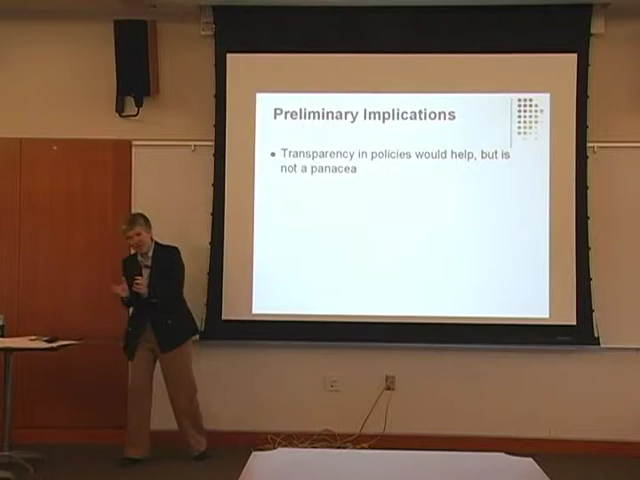 Preliminary Implications
● Transparency in policies would help, but is
not a panacea